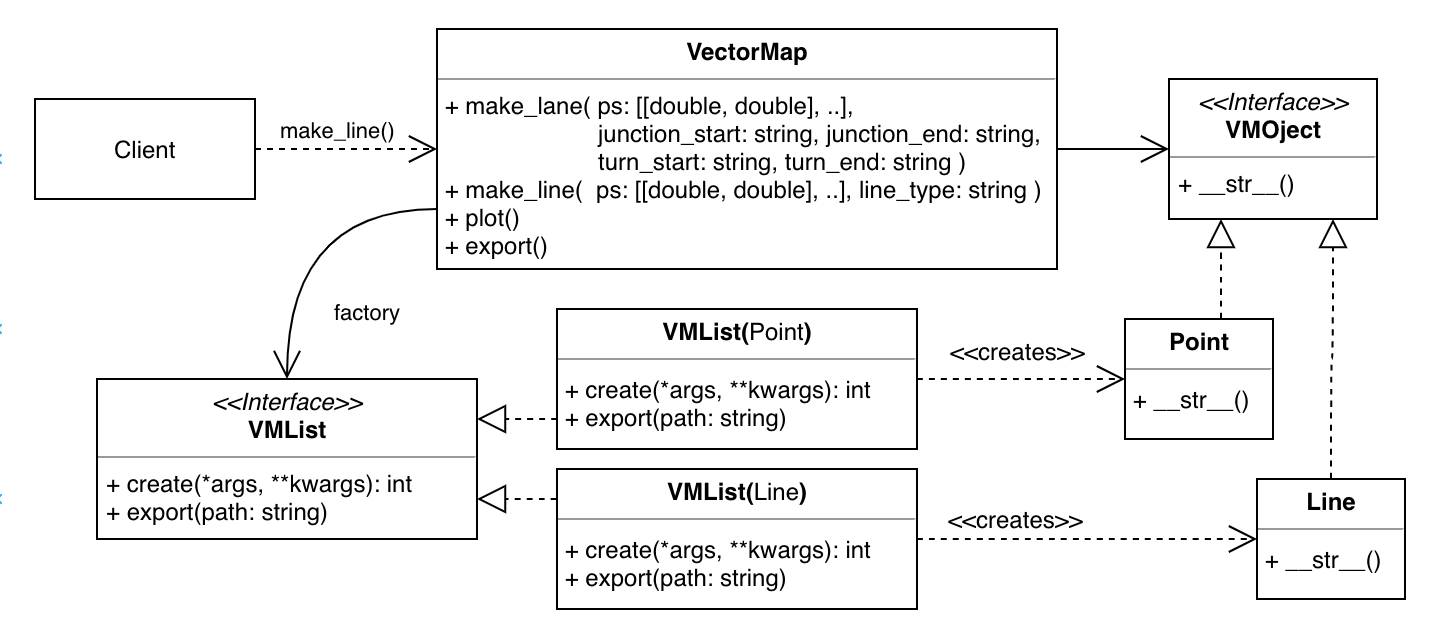 Client
make_line()
VectorMap
+ make_lane( ps: [[double, double], ..],
junction_start: string, junction_end: string,
turn_start: string, turn_end: string )
+ make_line( ps: [[double, double], ..], line_type: string )
+ plot()
+ export()
<<Interface>>
VMOject
+ __str__()
factory
<<Interface>>
VMList
+ create(*args, **kwargs): int
+ export(path: string)
VMList(Point)
+ create(*args, **kwargs): int
+ export(path: string)
<<creates>>
Point
+ __str__()
VMList(Line)
+ create(*args, **kwargs): int
+ export(path: string)
<<creates>>
Line
+ __str__()